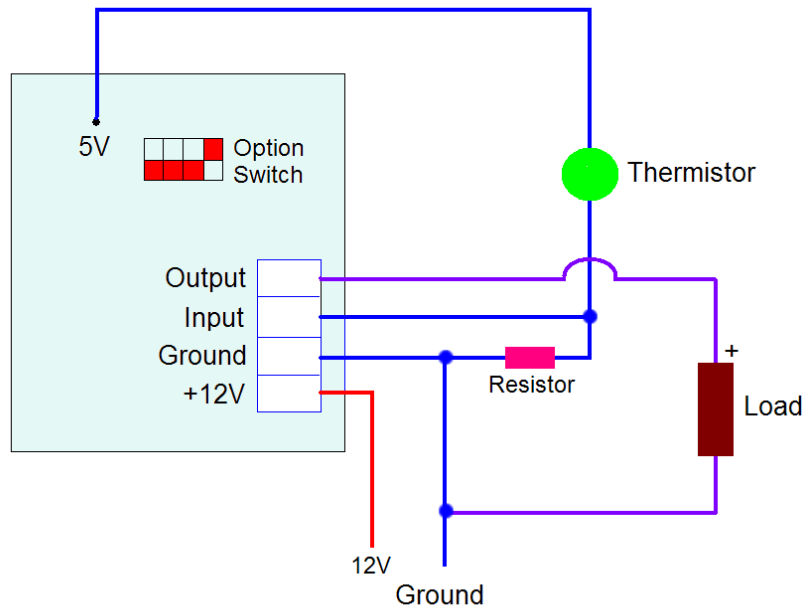 5V
Option
Switch
Thermistor
Output
Input
Ground
+12V
Resistor
+
Load
12V
Ground